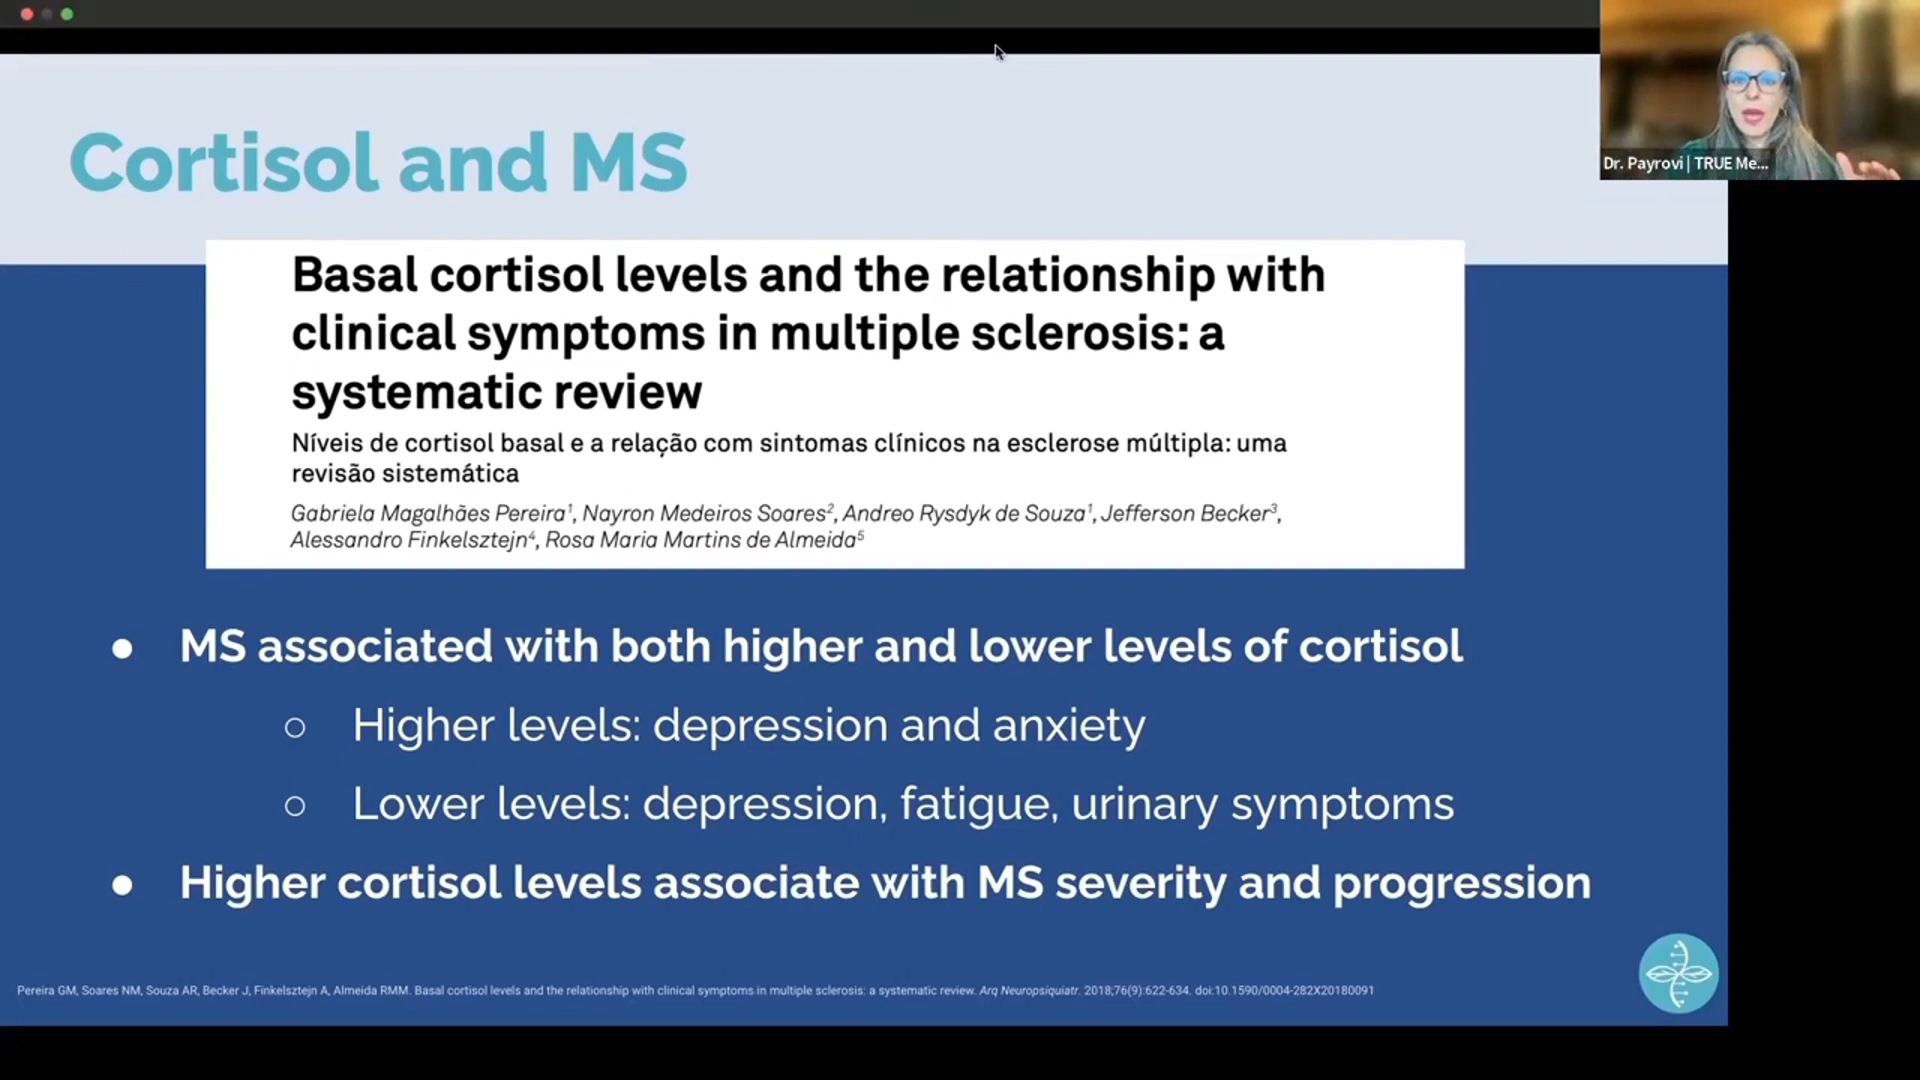 Dr. Payrovi | TRUE Me...
Cortisol and MS
Basal cortisol levels and the relationship with
clinical symptoms in multiple sclerosis: a
systematic review
Níveis de cortisol basal e a relação com sintomas clínicos na esclerose múltipla: uma
revisão sistemática
Gabriela Magalhães Pereira¹, Nayron Medeiros Soares², Andreo Rysdyk de Souza¹, Jefferson Becker³,
Alessandro Finkelsztejn⁴, Rosa Maria Martins de Almeida⁵
● MS associated with both higher and lower levels of cortisol
○ Higher levels: depression and anxiety
○ Lower levels: depression, fatigue, urinary symptoms
● Higher cortisol levels associate with MS severity and progression
Pereira GM, Soares NM, Souza AR, Becker J, Finkelsztejn A, Almeida RMM. Basal cortisol levels and the relationship with clinical symptoms in multiple sclerosis: a systematic review. Arq Neuropsiquiatr. 2018;76(9):622-634. doi:10.1590/0004-282X20180091